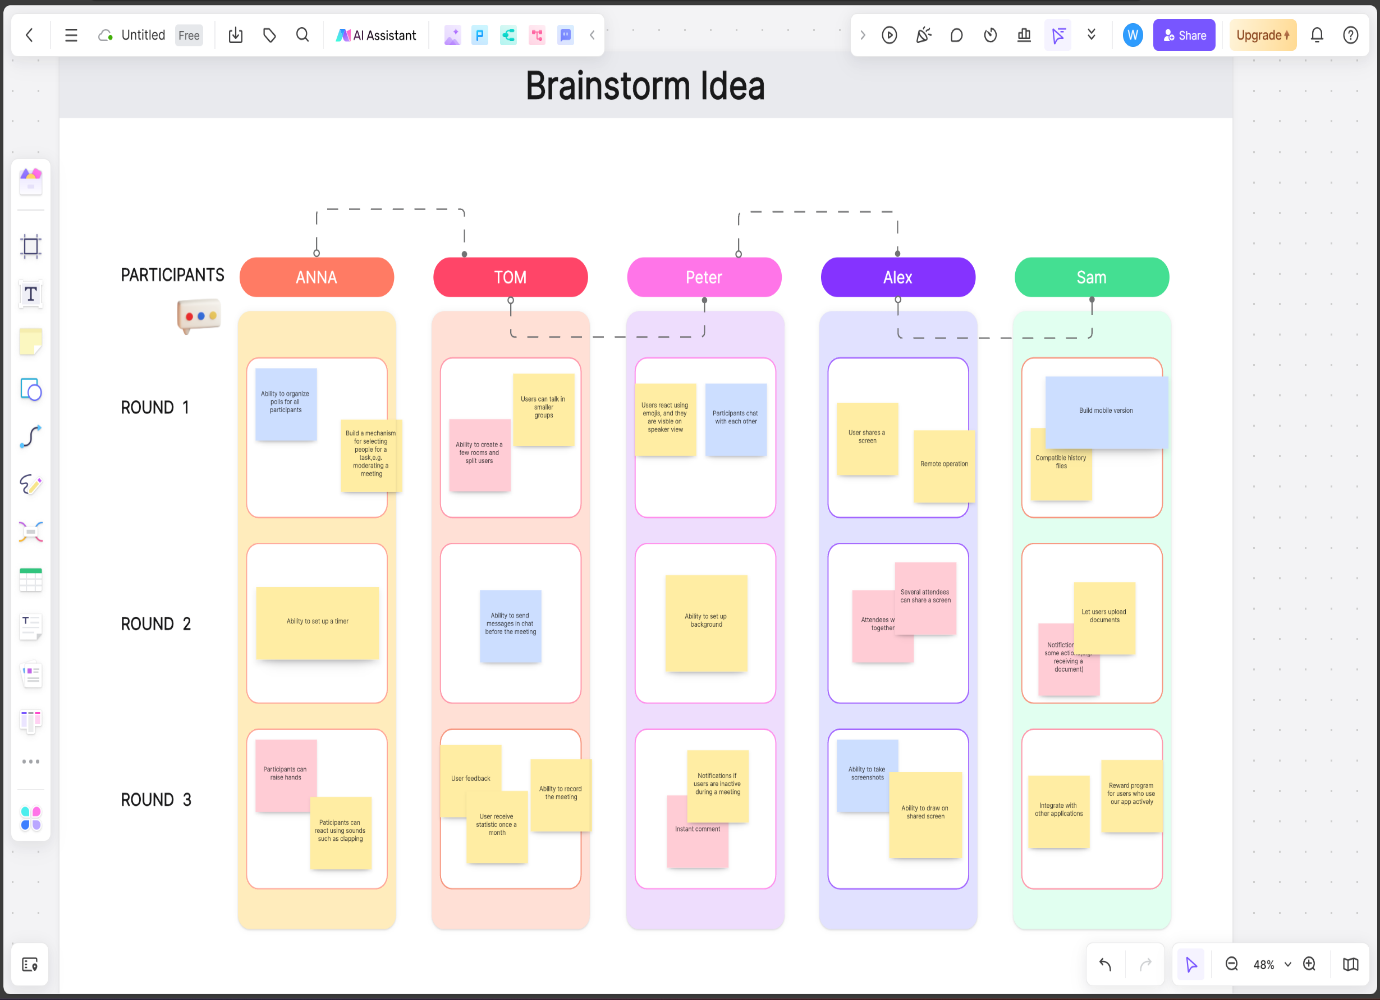 Untitled Free
AI Assistant
W
Share
Upgrade
Brainstorm Idea
PARTICIPANTS
ANNA
TOM
Peter
Alex
Sam
ROUND 1
Ability to organize
polls for all
participants
Build a mechanism
for selecting
people for a
task,e.g.
moderating a
meeting
Users can talk in
smaller
groups
Ability to create a
few rooms and
split users
Users react using
emojis, and they
are visible on
speaker view
Participants chat
with each other
User shares a
screen
Remote operation
Build mobile version
Compatible history
files
ROUND 2
Ability to set up a timer
Ability to send
messages in chat
before the meeting
Ability to set up
background
Several attendees
can share a screen
Attendees w
together
Let users upload
documents
some
receiving a
document)
ROUND 3
Participants can
raise hands
Paticipants can
react using sounds
such as clapping
User feedback
User receive
statistic once a
month
Ability to record
the meeting
Notifications if
users are inactive
during a meeting
Instant comment
Ability to take
screenshots
Ability to draw on
shared screen
Integrate with
other applications
Reward program
for users who use
our app actively
48%